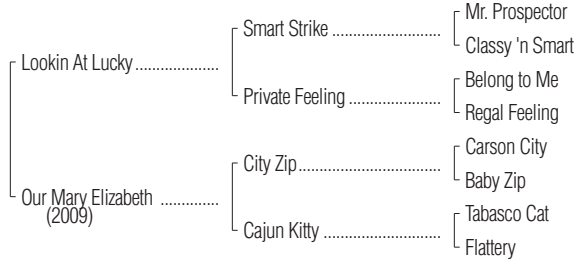 Mr. Prospector
Smart Strike ......................
Classy 'n Smart
Lookin At Lucky.................
Belong to Me
Private Feeling ...................
Regal Feeling
Carson City
City Zip..............................
Baby Zip
Our Mary Elizabeth ............
(2009)
Tabasco Cat
Cajun Kitty ........................
Flattery